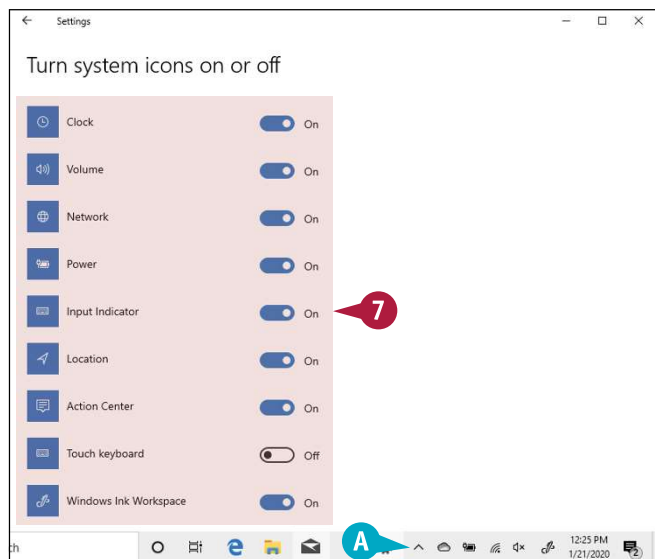 Settings
Turn system icons on or off
Clock On
Volume On
Network On
Power On
Input Indicator On
7
Location On
Action Center On
Touch keyboard Off
Windows Ink Workspace On
ch
A
12:25 PM
1/21/2020
2